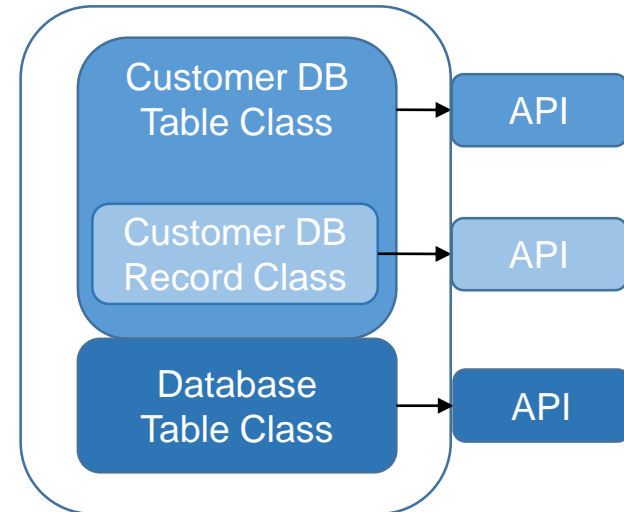 Customer DB
Table Class
API
Customer DB
Record Class
API
Database
Table Class
API